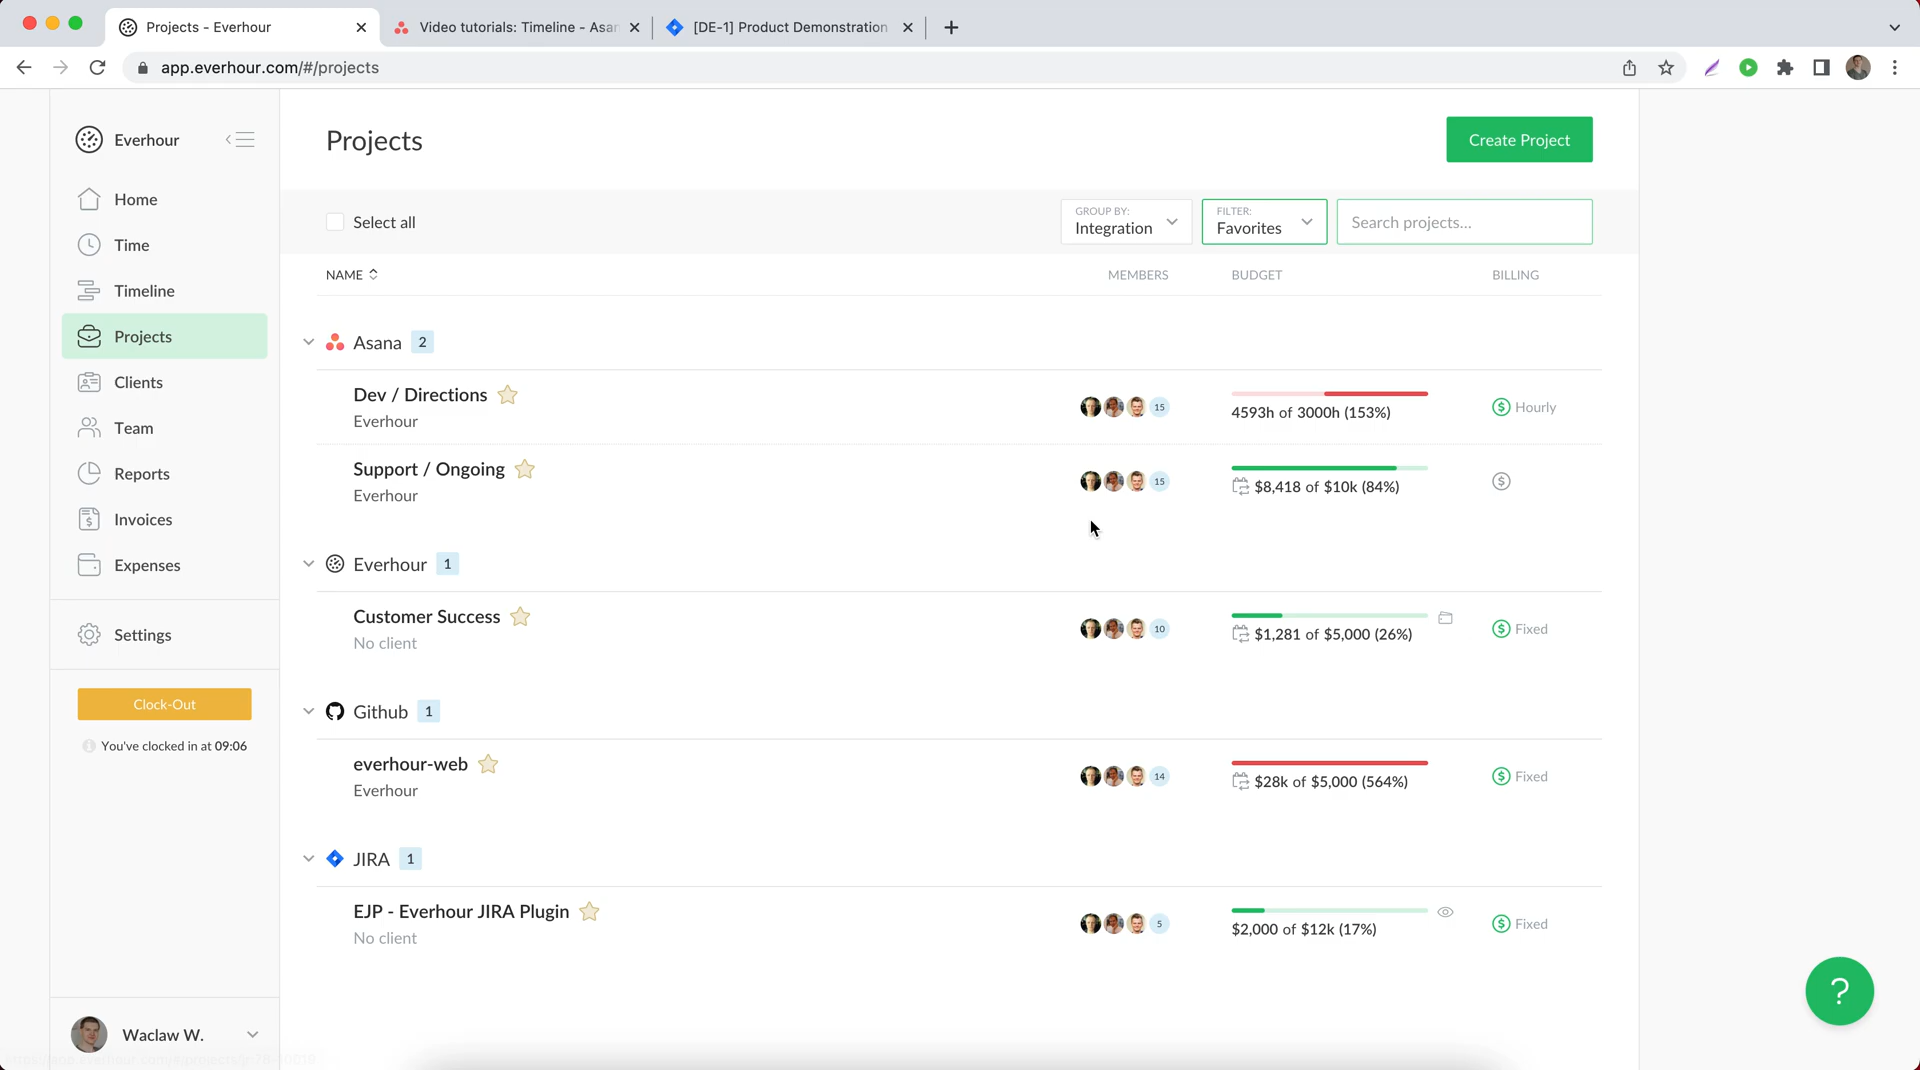 Projects - Everhour
Video tutorials: Timeline - Asan
[DE-1] Product Demonstration
app.everhour.com/#/projects
Everhour
Home
Time
Timeline
Projects
Clients
Team
Reports
Invoices
Expenses
Settings
Clock-Out
You've clocked in at 09:06
Waclaw W.
Projects
Create Project
Select all
GROUP BY:
Integration
FILTER:
Favorites
Search projects...
NAME MEMBERS BUDGET BILLING
Asana 2
Dev / Directions
Everhour
15
4593h of 3000h (153%)
Hourly
Support / Ongoing
Everhour
15
$8,418 of $10k (84%)
Everhour 1
Customer Success
No client
10
$1,281 of $5,000 (26%)
Fixed
Github 1
everhour-web
Everhour
14
$28k of $5,000 (564%)
Fixed
JIRA 1
EJP - Everhour JIRA Plugin
No client
5
$2,000 of $12k (17%)
Fixed
?